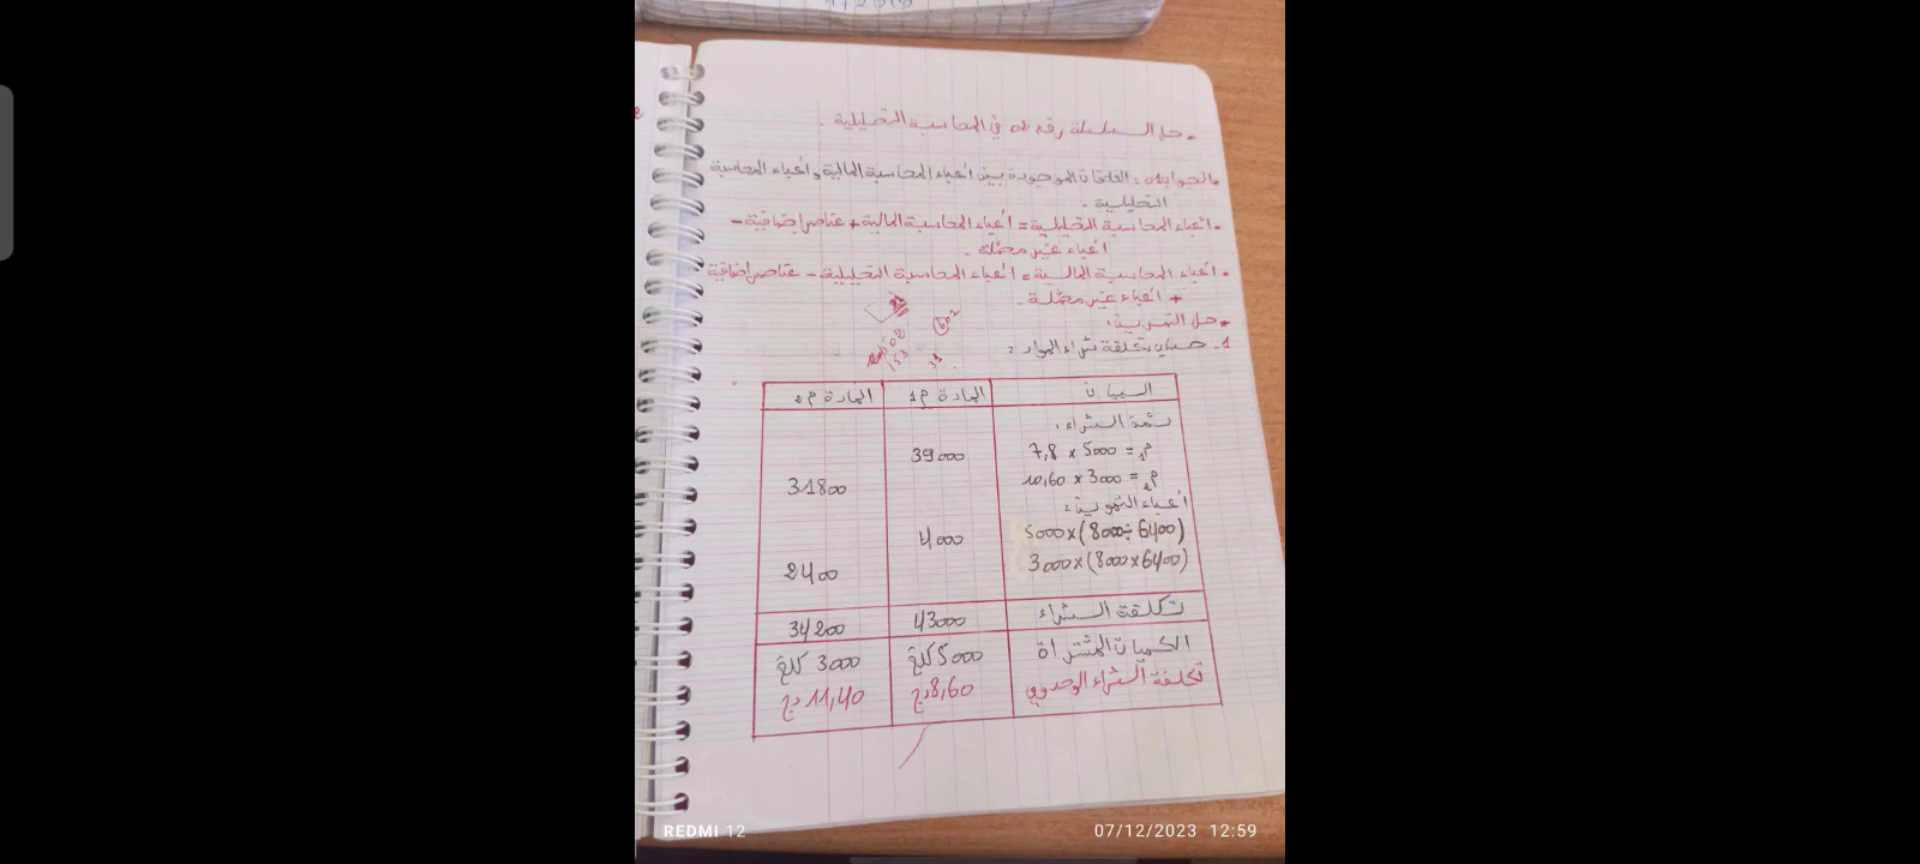 حل السلسلة رقم 02 في المحاسبة التحليلية.
الجواب 01: العلاقات الموجودة بين أعباء المحاسبة المالية وأعباء المحاسبة
التحليلية.
أعباء المحاسبة التحليلية = أعباء المحاسبة المالية + عناصر إضافية -
أعباء غير محملة.
أعباء المحاسبة المالية = أعباء المحاسبة التحليلية - عناصر إضافية
+ أعباء غير محملة.
حل التمرين:
1- حساب تكلفة شراء المواد:
البيان المادة م1 المادة م2
ثمن الشراء:
م1 = 5000 × 7,8 39000
م2 = 3000 × 10,60 31800
أعباء التموين:
5000×(8000÷6400) 4000
3000×(8000×6400) 2400
تكلفة الشراء 43000 34200
الكميات المشتراة 5000 كلغ 3000 كلغ
تكلفة الشراء الوحدوي 8,60 دج 11,40 دج
REDMI 12
07/12/2023 12:59